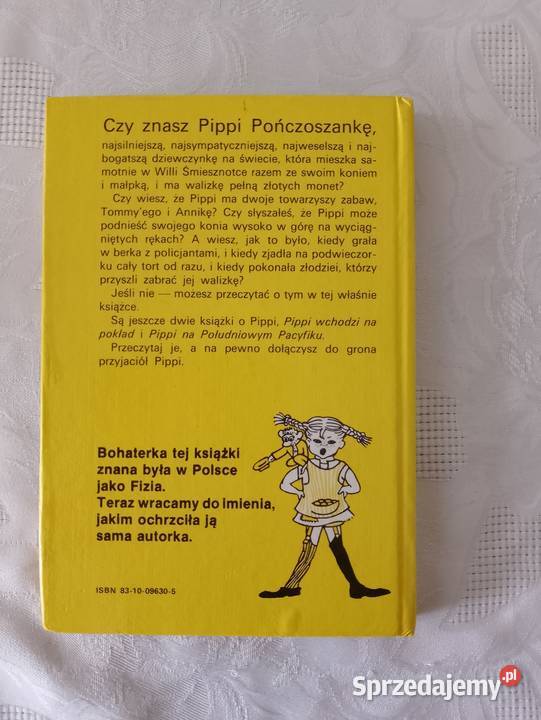 Czy znasz Pippi Pończoszankę,
najsilniejszą, najsympatyczniejszą, najweselszą i naj-
bogatszą dziewczynkę na świecie, która mieszka sa-
motnie w Willi Śmiesznotce razem ze swoim koniem
i małpką, i ma walizkę pełną złotych monet?
Czy wiesz, że Pippi ma dwoje towarzyszy zabaw,
Tommy'ego i Annikę? Czy słyszałeś, że Pippi może
podnieść swojego konia wysoko w górę na wyciąg-
niętych rękach? A wiesz, jak to było, kiedy grała
w berka z policjantami, i kiedy zjadła na podwieczor-
ku cały tort od razu, i kiedy pokonała złodziei, którzy
przyszli zabrać jej walizkę?
Jeśli nie — możesz przeczytać o tym w tej właśnie
książce.
Są jeszcze dwie książki o Pippi, Pippi wchodzi na
pokład i Pippi na Południowym Pacyfiku.
Przeczytaj je, a na pewno dołączysz do grona
przyjaciół Pippi.
Bohaterka tej książki
znana była w Polsce
jako Fizia.
Teraz wracamy do imienia,
jakim ochrzciła ją
sama autorka.
ISBN 83-10-09630-5
Sprzedajemy.pl